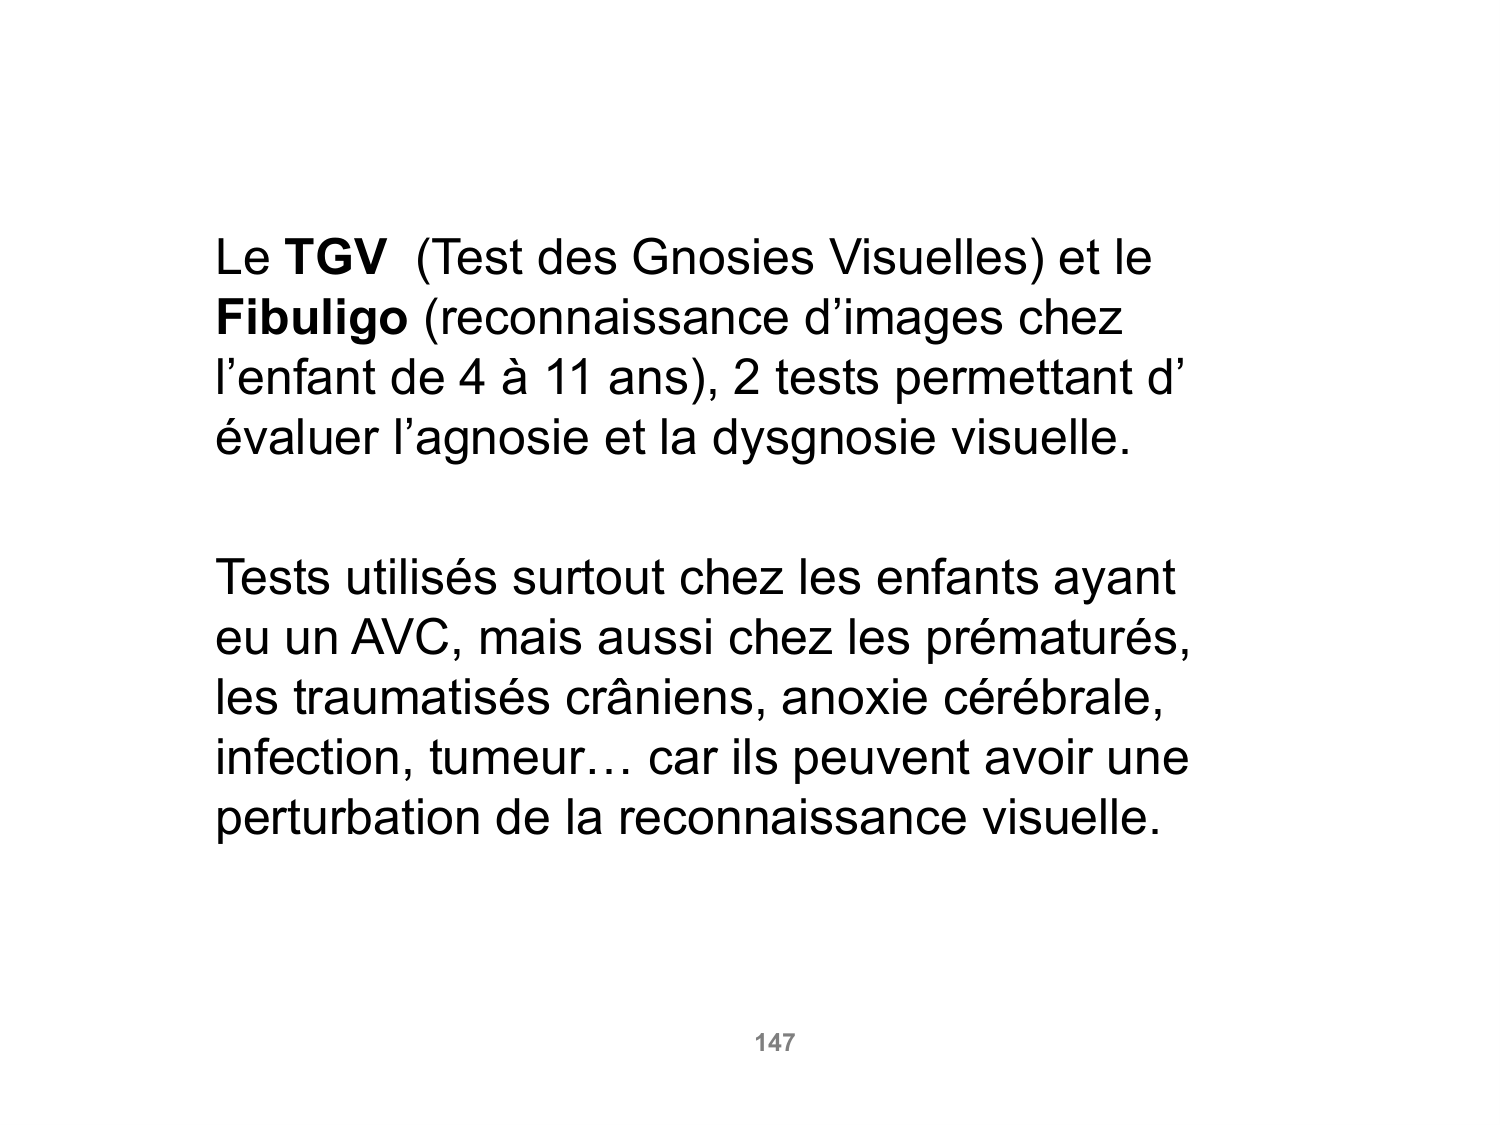 Le TGV  (Test des Gnosies Visuelles) et le
Fibuligo (reconnaissance d’images chez
l’enfant de 4 à 11 ans), 2 tests permettant d’
évaluer l’agnosie et la dysgnosie visuelle.
Tests utilisés surtout chez les enfants ayant
eu un AVC, mais aussi chez les prématurés,
les traumatisés crâniens, anoxie cérébrale,
infection, tumeur… car ils peuvent avoir une
perturbation de la reconnaissance visuelle.
147